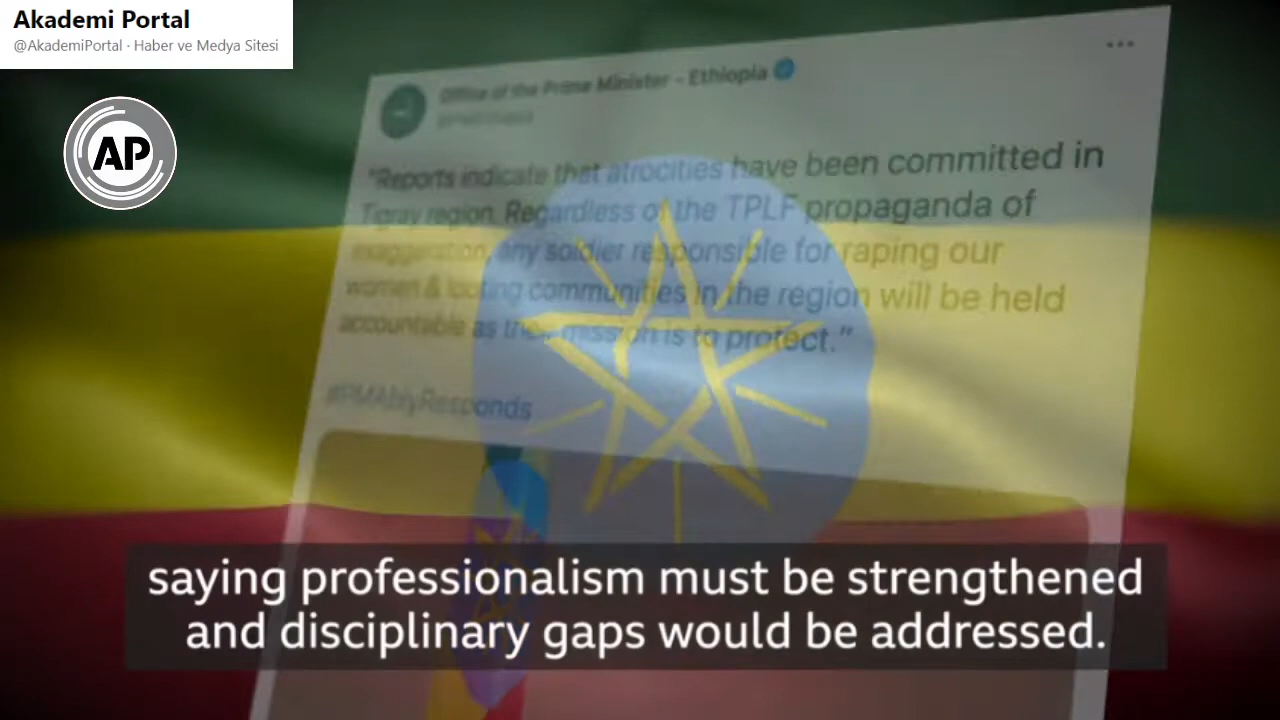 Akademi Portal
@AkademiPortal · Haber ve Medya Sitesi
AP
Office of the Prime Minister - Ethiopia
"Reports indicate that atrocities have been committed in
Tigray region. Regardless of the TPLF propaganda of
exaggeration, any soldier responsible for raping our
women & looting communities in the region will be held
accountable as their mission is to protect."
#PMAbiyResponds
saying professionalism must be strengthened
and disciplinary gaps would be addressed.